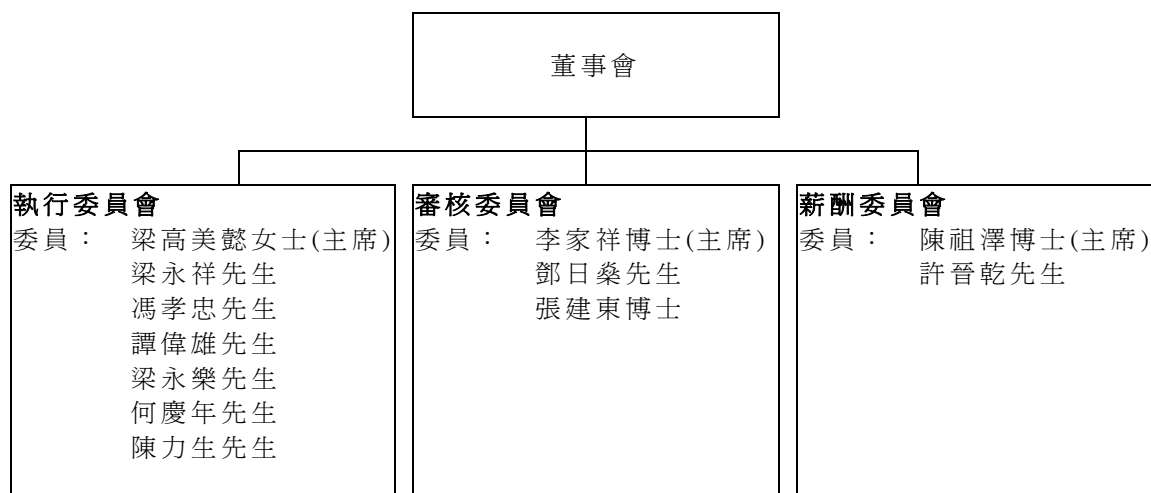 董事會
執行委員會
委員： 梁高美懿女士(主席)
梁永祥先生
馮孝忠先生
譚偉雄先生
梁永樂先生
何慶年先生
陳力生先生
審核委員會
委員： 李家祥博士(主席)
鄧日燊先生
張建東博士
薪酬委員會
委員： 陳祖澤博士(主席)
許晉乾先生